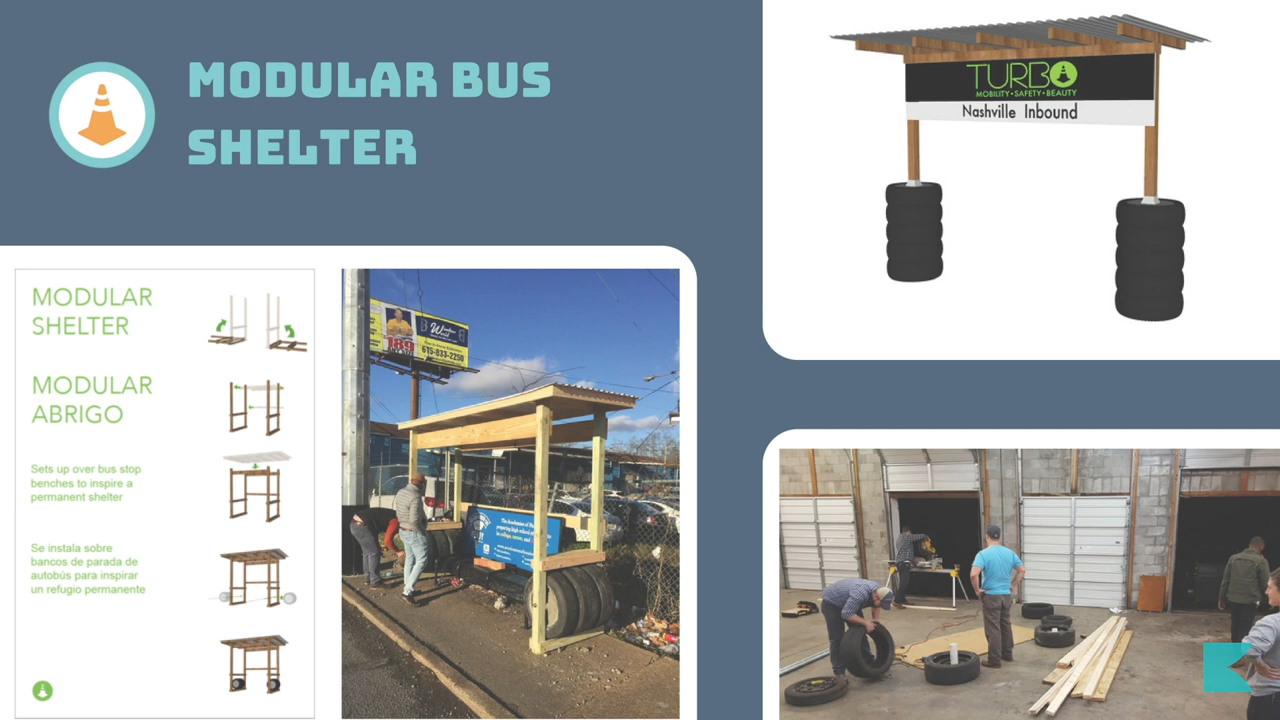 MODULAR BUS
SHELTER
TURBO
MOBILITY•SAFETY•BEAUTY
Nashville Inbound
MODULAR
SHELTER
MODULAR
ABRIGO
Sets up over bus stop
benches to inspire a
permanent shelter
Se instala sobre
bancos de parada de
autobús para inspirar
un refugio permanente
189
615-833-2250